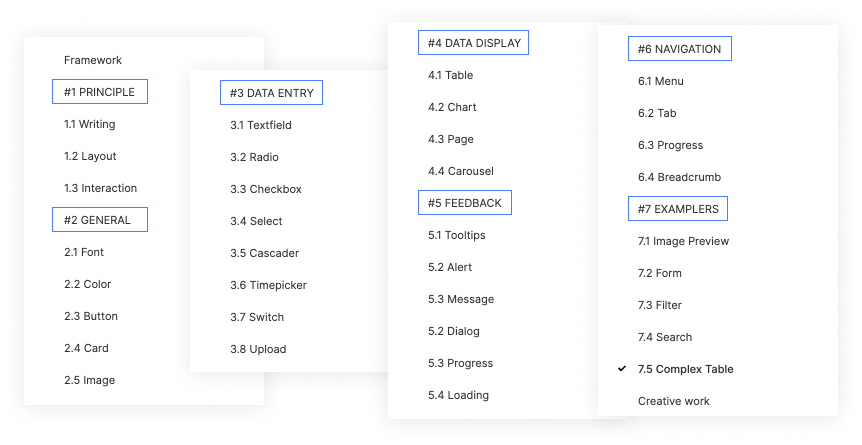 Framework
#1 PRINCIPLE
1.1 Writing
1.2 Layout
1.3 Interaction
#2 GENERAL
2.1 Font
2.2 Color
2.3 Button
2.4 Card
2.5 Image
#3 DATA ENTRY
3.1 Textfield
3.2 Radio
3.3 Checkbox
3.4 Select
3.5 Cascader
3.6 Timepicker
3.7 Switch
3.8 Upload
#4 DATA DISPLAY
4.1 Table
4.2 Chart
4.3 Page
4.4 Carousel
#5 FEEDBACK
5.1 Tooltips
5.2 Alert
5.3 Message
5.2 Dialog
5.3 Progress
5.4 Loading
#6 NAVIGATION
6.1 Menu
6.2 Tab
6.3 Progress
6.4 Breadcrumb
#7 EXAMPLERS
7.1 Image Preview
7.2 Form
7.3 Filter
7.4 Search
7.5 Complex Table
Creative work